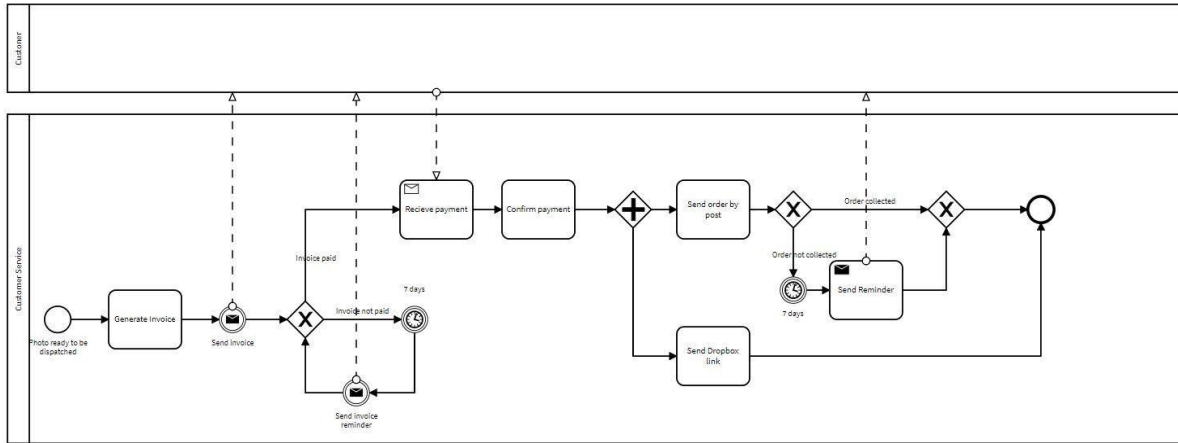 Custoner
Customer Service
Photo ready to be
dispatched
Generate Invoice
Send invoice
Invoice paid
Invoice not paid
7 days
Send invoice
reminder
Recieve payment
Confirm payment
Send order by
post
Order collected
Order not collected
7 days
Send Reminder
Send Dropbox
link